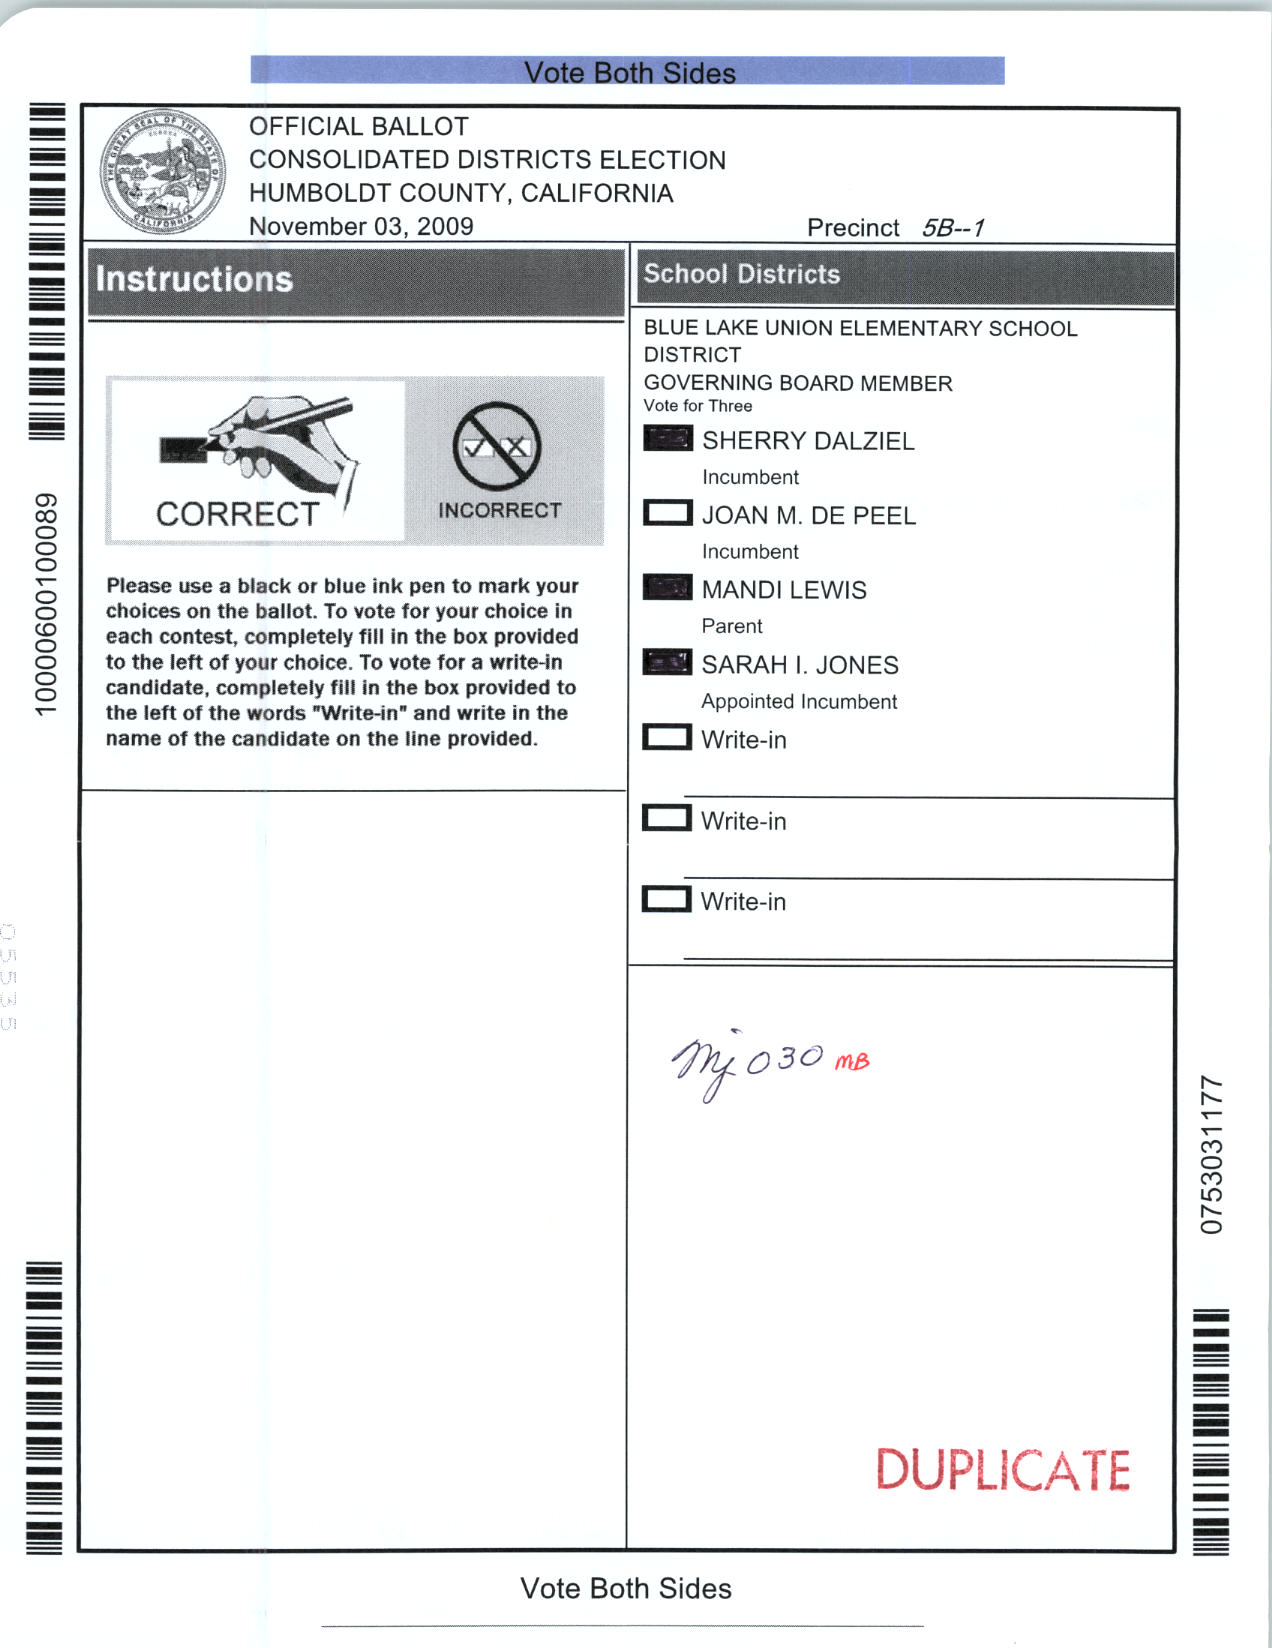 Vote Both Sides
OFFICIAL BALLOT
CONSOLIDATED DISTRICTS ELECTION
HUMBOLDT COUNTY, CALIFORNIA
November 03, 2009
Precinct 5B--1
THE GREAT SEAL OF THE STATE OF CALIFORNIA
EUREKA
Instructions
CORRECT
INCORRECT
Please use a black or blue ink pen to mark your
choices on the ballot. To vote for your choice in
each contest, completely fill in the box provided
to the left of your choice. To vote for a write-in
candidate, completely fill in the box provided to
the left of the words "Write-in" and write in the
name of the candidate on the line provided.
School Districts
BLUE LAKE UNION ELEMENTARY SCHOOL
DISTRICT
GOVERNING BOARD MEMBER
Vote for Three
SHERRY DALZIEL
Incumbent
JOAN M. DE PEEL
Incumbent
MANDI LEWIS
Parent
SARAH I. JONES
Appointed Incumbent
Write-in
Write-in
Write-in
Mj 030 MB
DUPLICATE
10000600100089
05535
0753031177
Vote Both Sides